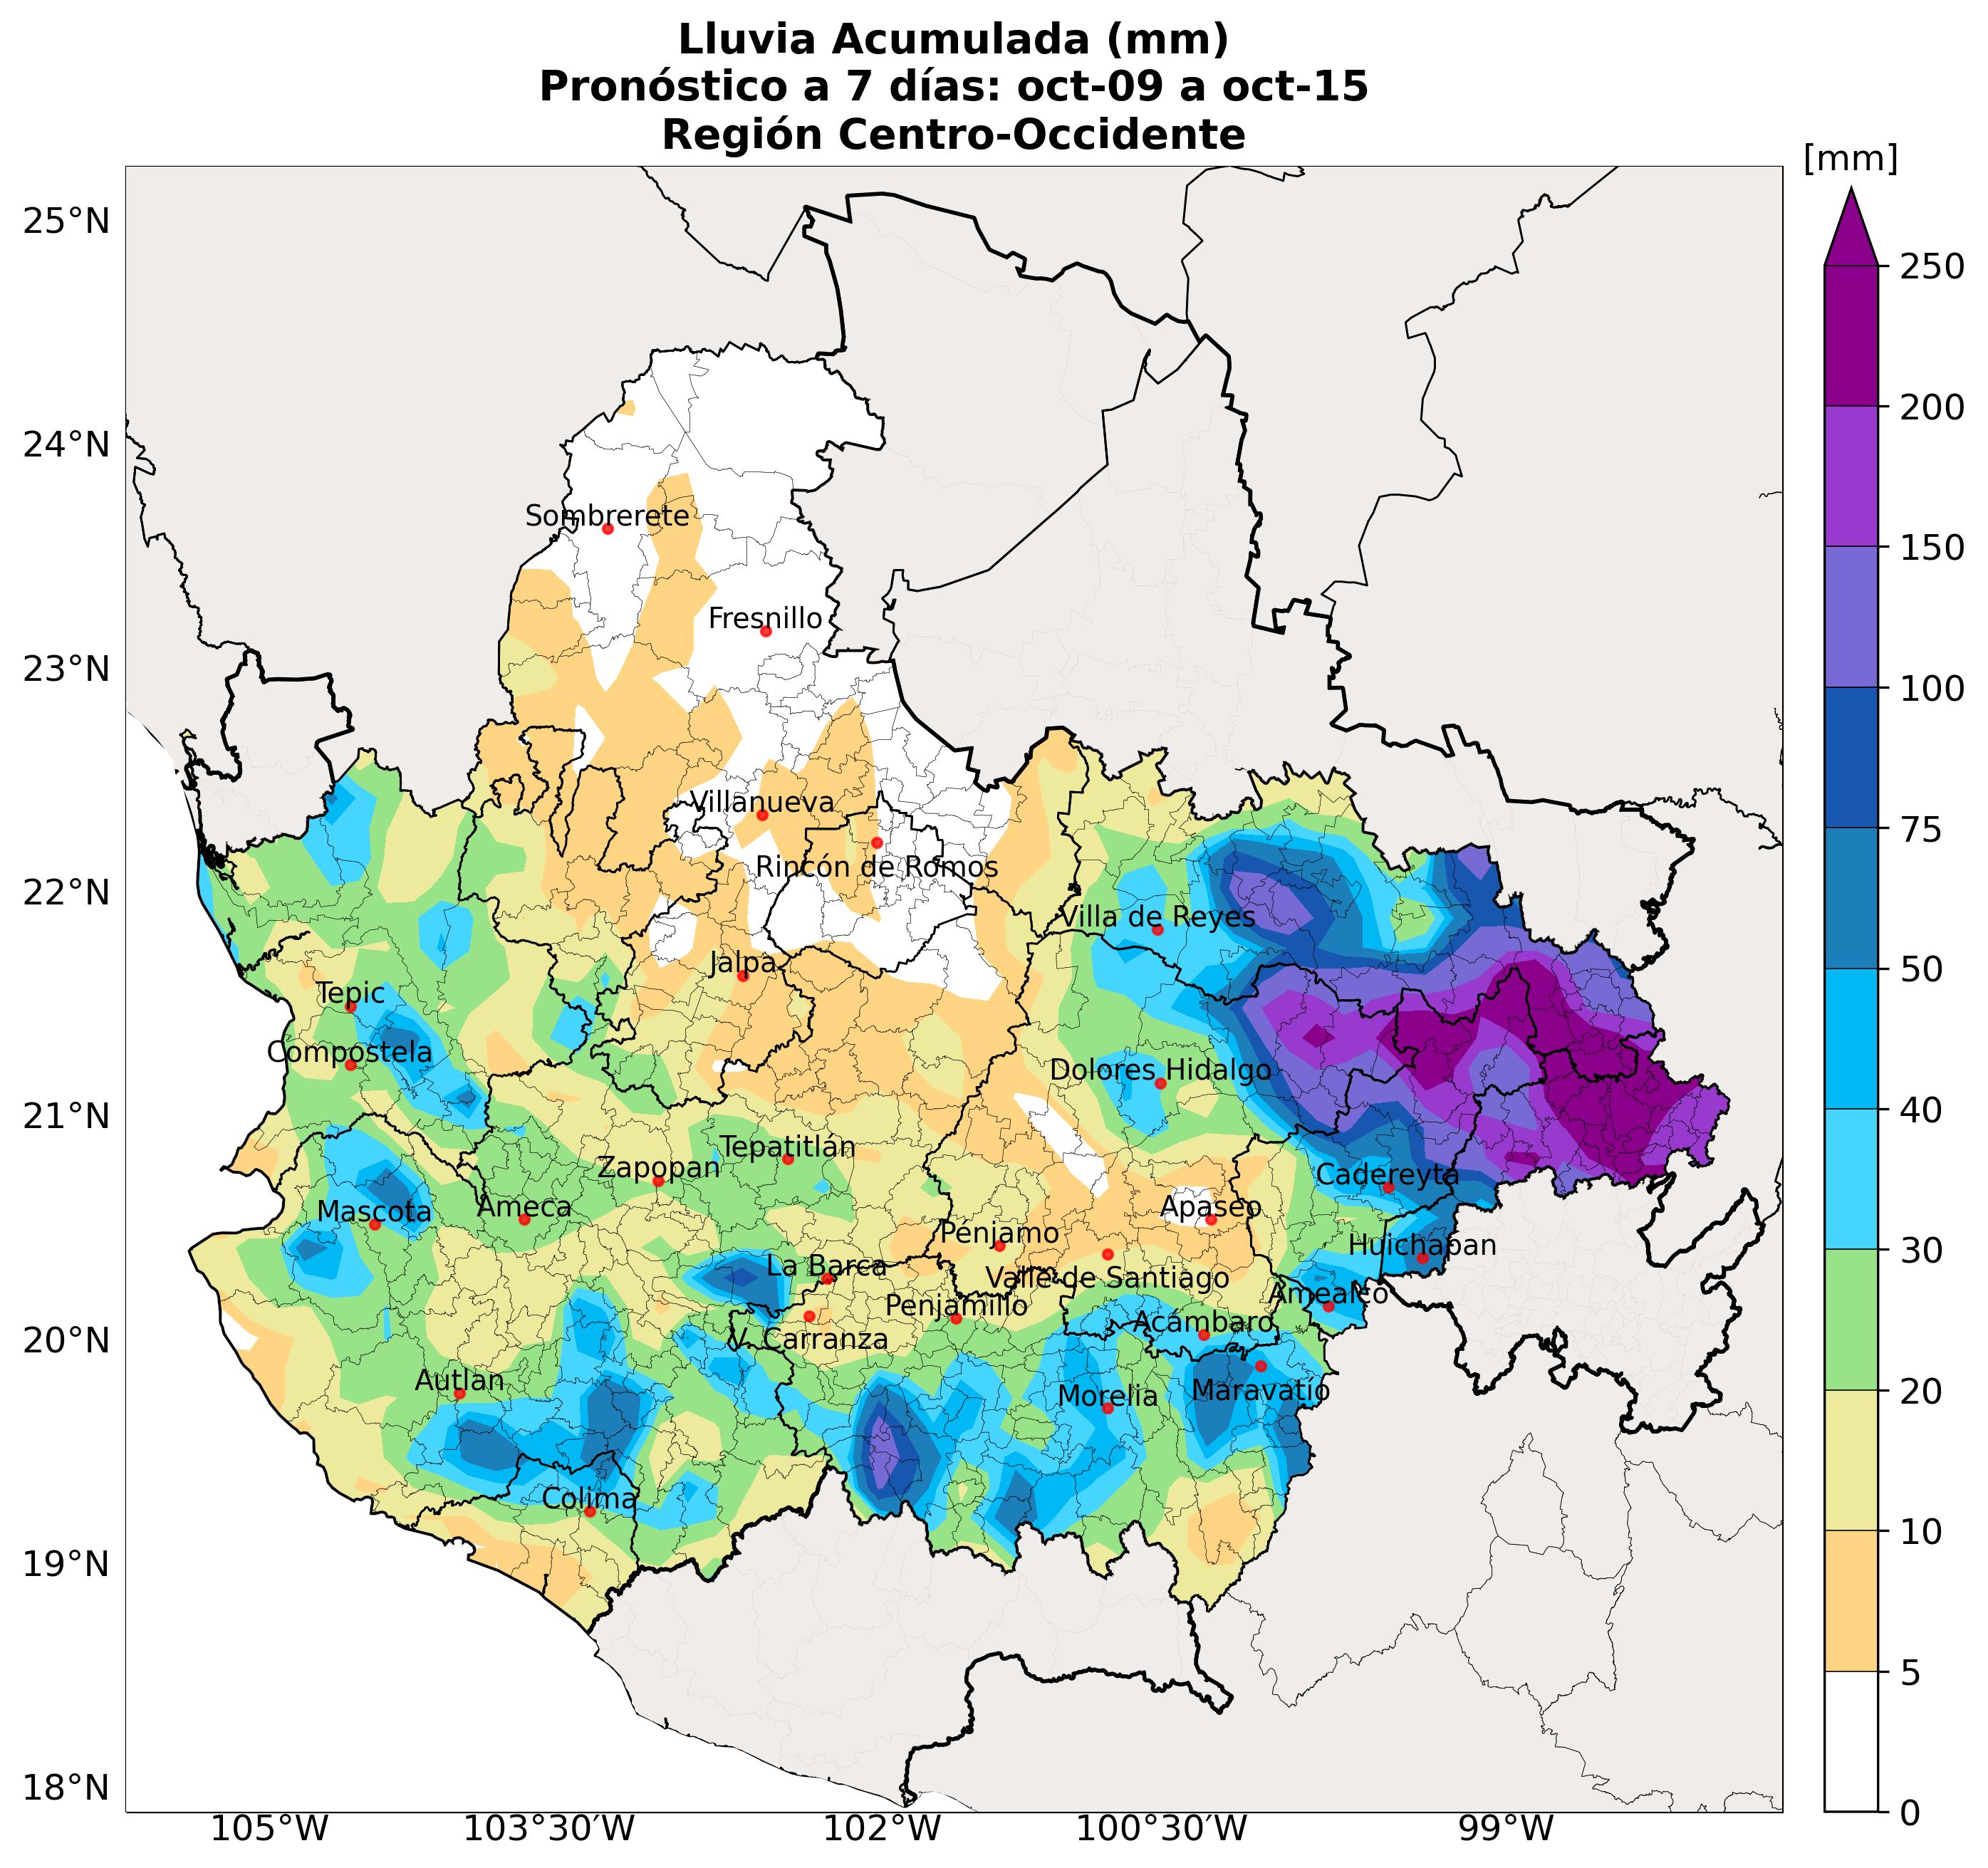 Lluvia Acumulada (mm)
Pronóstico a 7 días: oct-09 a oct-15
Región Centro-Occidente
[mm]
25°N
24°N
23°N
22°N
21°N
20°N
19°N
18°N
250
200
150
100
75
50
40
30
20
10
5
0
Sombrerete
Fresnillo
Villanueva
Rincón de Romos
Villa de Reyes
Jalpa
Tepic
Compostela
Dolores Hidalgo
Tepatitlán
Zapopan
Cadereyta
Mascota
Ameca
Apaseo
Pénjamo
Huichapan
La Barca
Valle de Santiago
Amealco
Penjamillo
Acámbaro
V. Carranza
Autlan
Morelia
Maravatío
Colima
105°W
103°30'W
102°W
100°30'W
99°W